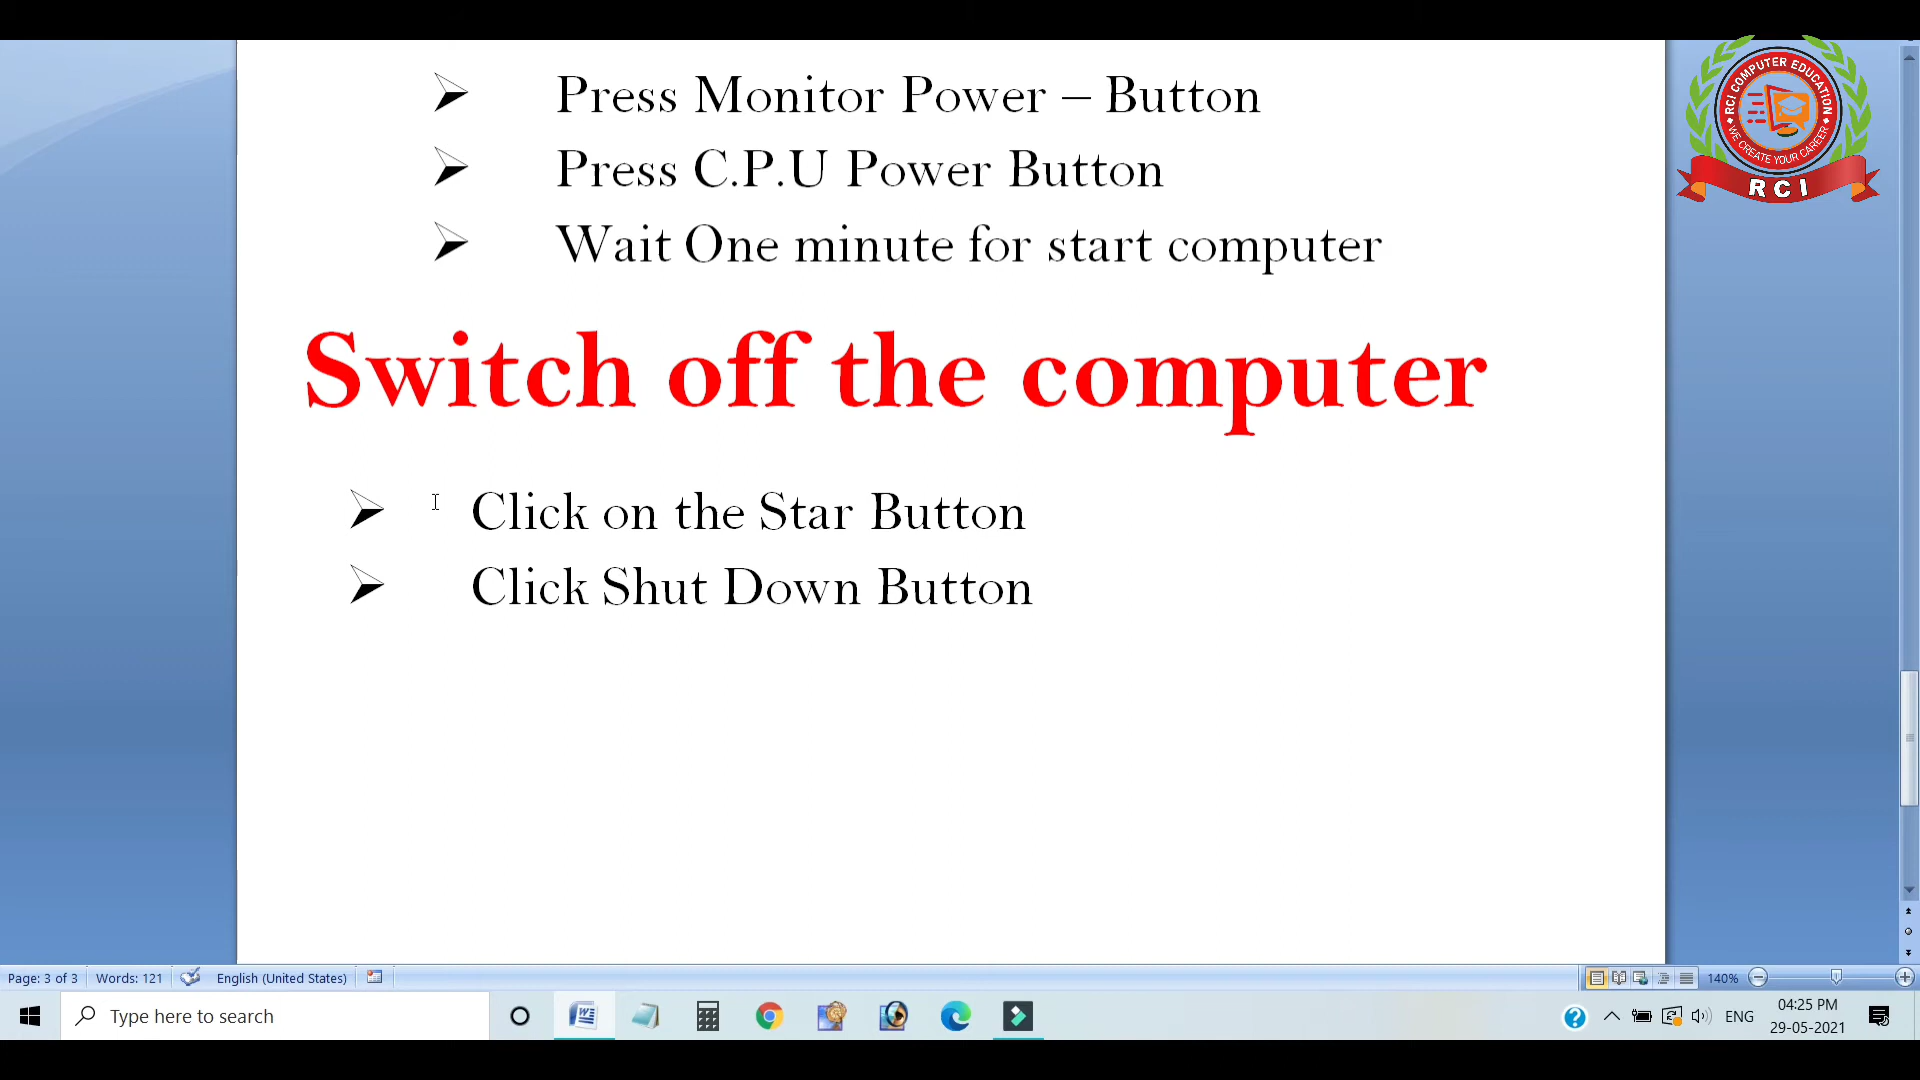 Press Monitor Power – Button
Press C.P.U Power Button
Wait One minute for start computer
Switch off the computer
Click on the Star Button
Click Shut Down Button
RCI COMPUTER EDUCATION
WE CREATE YOUR CAREER
RCI
Page: 3 of 3
Words: 121
English (United States)
140%
Type here to search
ENG
04:25 PM
29-05-2021